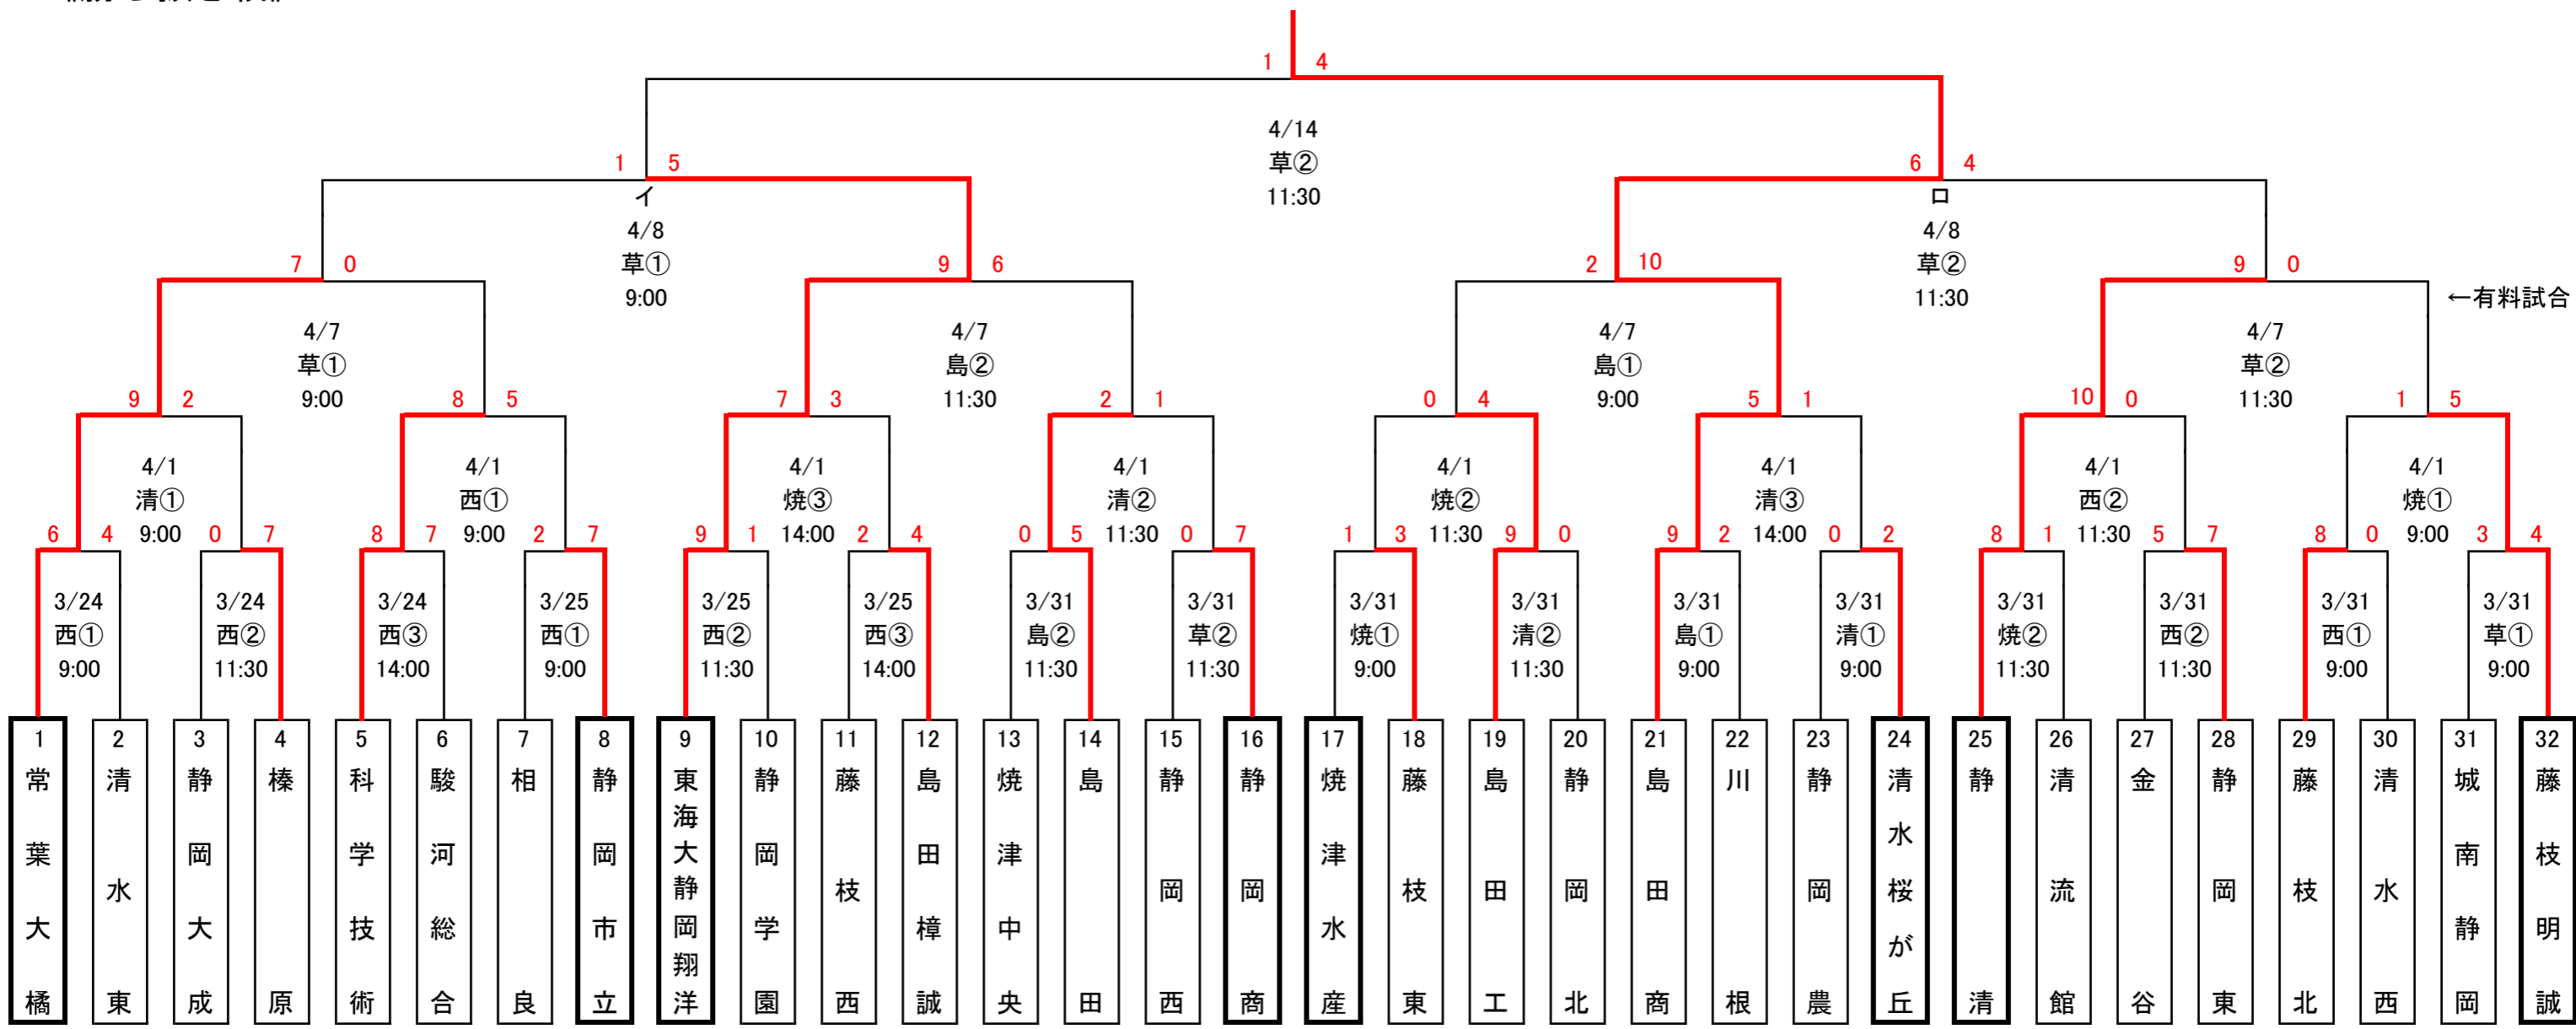 1 4
4/14
草②
11:30
1 5 6 4
イ ロ
4/8 4/8
草① 草②
9:00 11:30
7 0 9 6 2 10 9 0
←有料試合
4/7 4/7 4/7 4/7
草① 島② 島① 草②
9:00 11:30 9:00 11:30
9 2 8 5 7 3 2 1 0 4 5 1 10 0 1 5
4/1 4/1 4/1 4/1 4/1 4/1 4/1 4/1
清① 西① 焼③ 清② 焼② 清③ 西② 焼①
9:00 9:00 14:00 11:30 11:30 14:00 11:30 9:00
6 4 0 7 8 7 2 7 9 1 2 4 0 5 0 7 1 3 9 0 9 2 0 2 8 1 5 7 8 0 3 4
3/24 3/24 3/24 3/25 3/25 3/25 3/31 3/31 3/31 3/31 3/31 3/31 3/31 3/31 3/31 3/31
西① 西② 西③ 西① 西② 西③ 島② 草② 焼① 清② 島① 清① 焼② 西② 西① 草①
9:00 11:30 14:00 9:00 11:30 14:00 11:30 11:30 9:00 11:30 9:00 9:00 11:30 11:30 9:00 9:00
1 常葉大橘
2 清水東
3 静岡大成
4 榛原
5 科学技術
6 駿河総合
7 相良
8 静岡市立
9 東海大静岡翔洋
10 静岡学園
11 藤枝西
12 島田樟誠
13 焼津中央
14 島田
15 静岡西
16 静岡商
17 焼津水産
18 藤枝東
19 島田工
20 静岡北
21 島田商
22 川根
23 静岡農
24 清水桜が丘
25 静清
26 清流館
27 金谷
28 静岡東
29 藤枝北
30 清水西
31 城南静岡
32 藤枝明誠